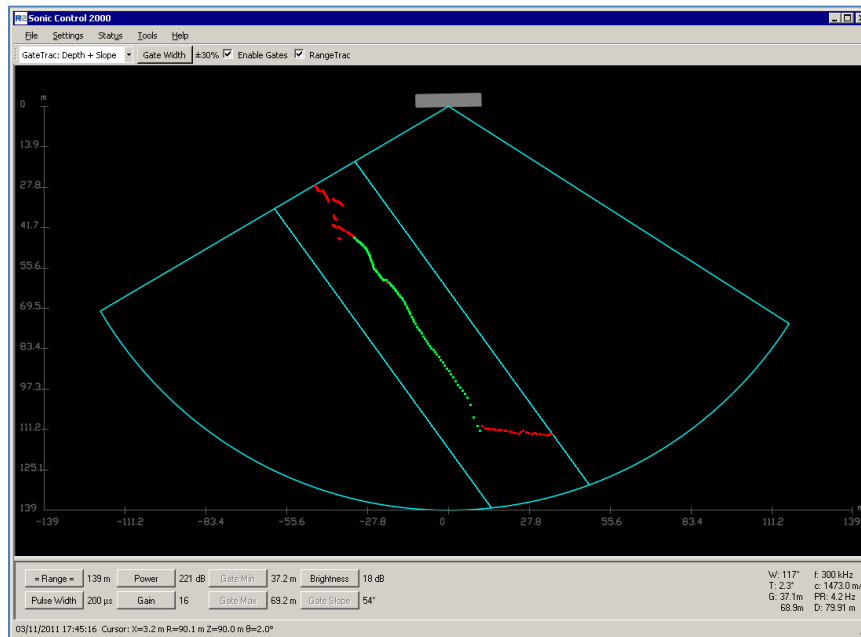 R2Sonic Control 2000
File Settings Status Tools Help
GateTrac: Depth + Slope Gate Width ±30% Enable Gates RangeTrac
m
0
13.9
27.8
41.7
55.6
69.5
83.4
97.3
111.2
125.1
139
-139 -111.2 -83.4 -55.6 -27.8 0 27.8 55.6 83.4 111.2 139
= Range = 139 m Power 221 dB Gate Min 37.2 m Brightness 18 dB
Pulse Width 200 µs Gain 16 Gate Max 69.2 m Gate Slope 54°
W: 117° f: 300 kHz
T: 2.3° c: 1473.0 m/
G: 37.1m PR: 4.2 Hz
68.9m D: 79.91 m
03/11/2011 17:45:16 Cursor: X=3.2 m R=90.1 m Z=90.0 m θ=2.0°